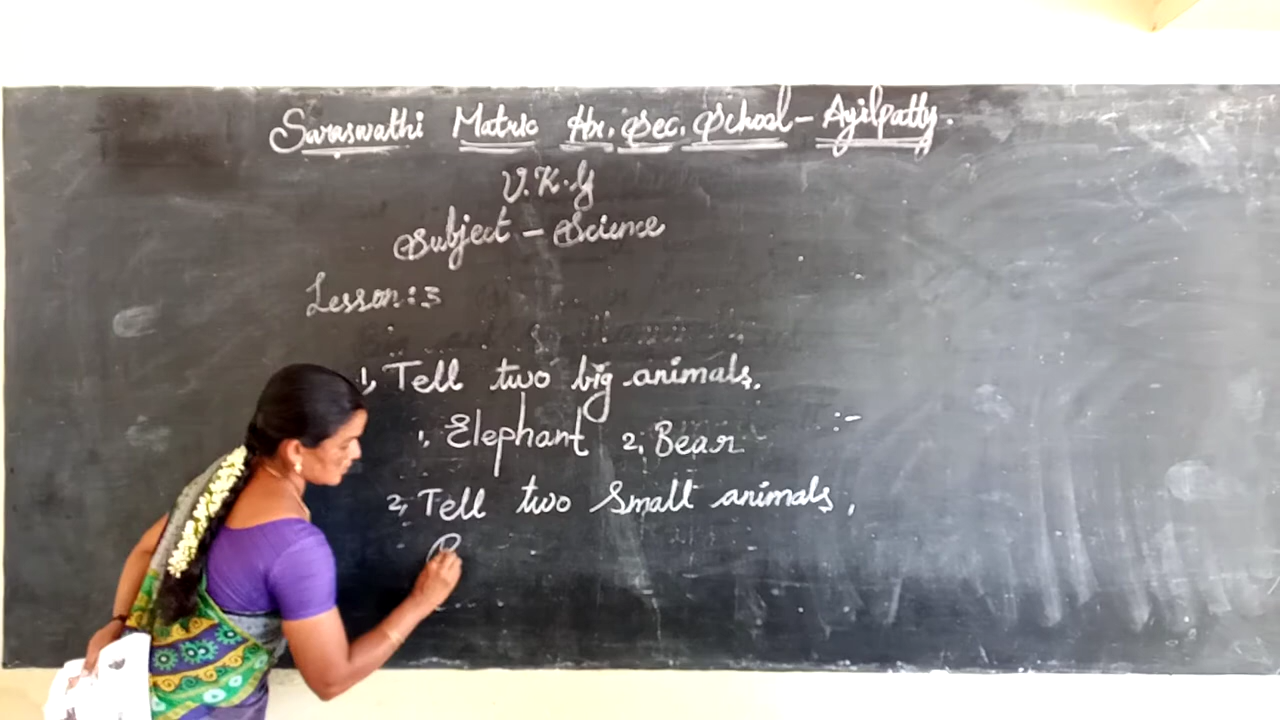 Saraswathi Matric Hr. Sec. School - Ayilpatty.
U.K.G
Subject - Science
Lesson: 3
1, Tell two big animals.
1, Elephant 2, Bear
:-
2, Tell two Small animals,